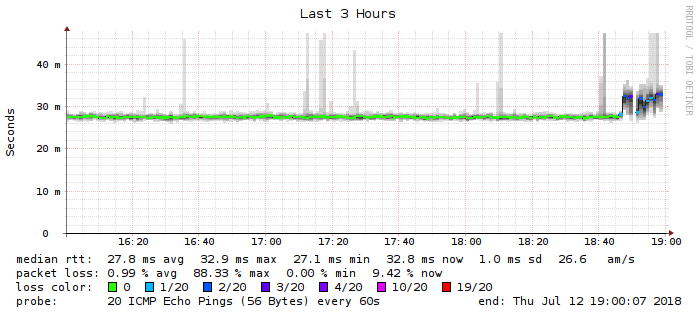 Last 3 Hours
RRDTOOL / TOBI OETIKER
Seconds
40 m
30 m
20 m
10 m
0
16:20 16:40 17:00 17:20 17:40 18:00 18:20 18:40 19:00
median rtt: 27.8 ms avg 32.9 ms max 27.1 ms min 32.8 ms now 1.0 ms sd 26.6 am/s
packet loss: 0.99 % avg 88.33 % max 0.00 % min 9.42 % now
loss color: 0 1/20 2/20 3/20 4/20 10/20 19/20
probe: 20 ICMP Echo Pings (56 Bytes) every 60s end: Thu Jul 12 19:00:07 2018